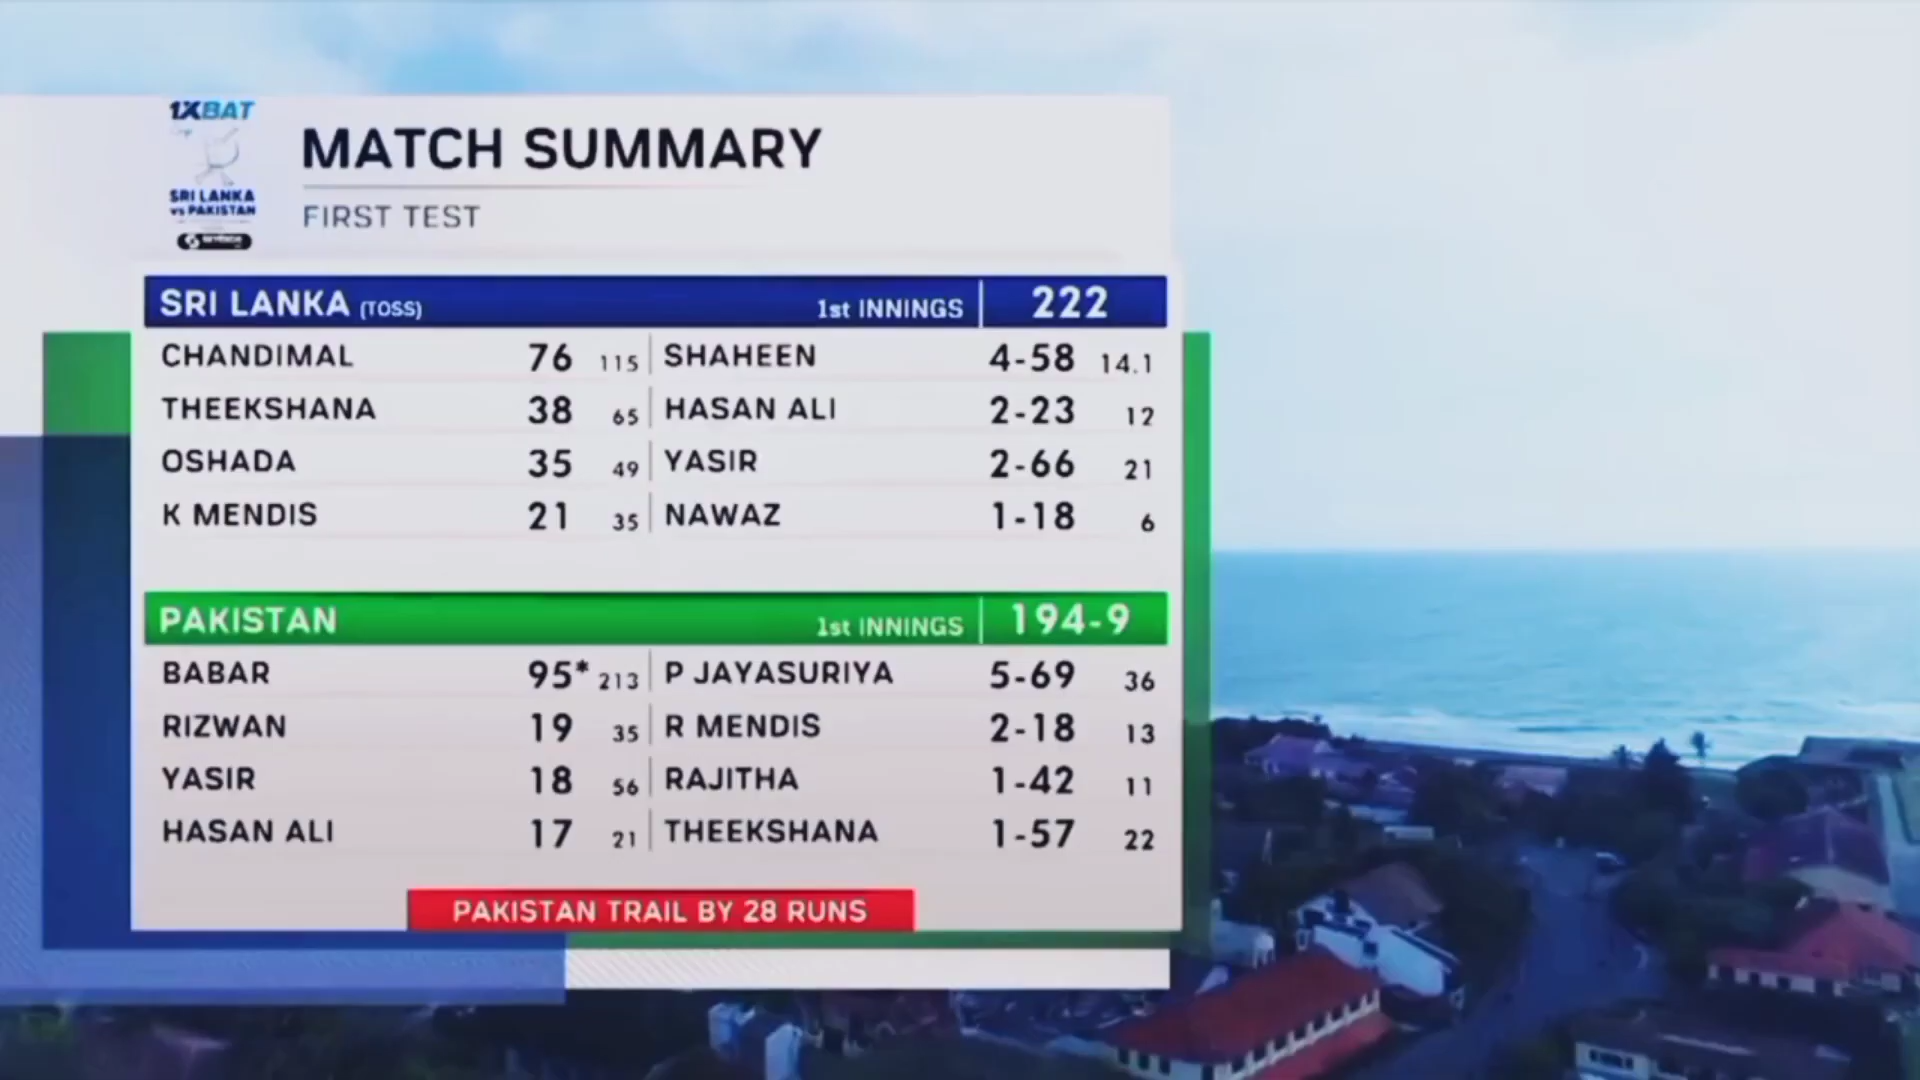 1XBAT
SRI LANKA
vs PAKISTAN
MATCH SUMMARY
FIRST TEST
SRI LANKA (TOSS) 1st INNINGS 222
CHANDIMAL 76 115 SHAHEEN 4-58 14.1
THEEKSHANA 38 65 HASAN ALI 2-23 12
OSHADA 35 49 YASIR 2-66 21
K MENDIS 21 35 NAWAZ 1-18 6
PAKISTAN 1st INNINGS 194-9
BABAR 95* 213 P JAYASURIYA 5-69 36
RIZWAN 19 35 R MENDIS 2-18 13
YASIR 18 56 RAJITHA 1-42 11
HASAN ALI 17 21 THEEKSHANA 1-57 22
PAKISTAN TRAIL BY 28 RUNS